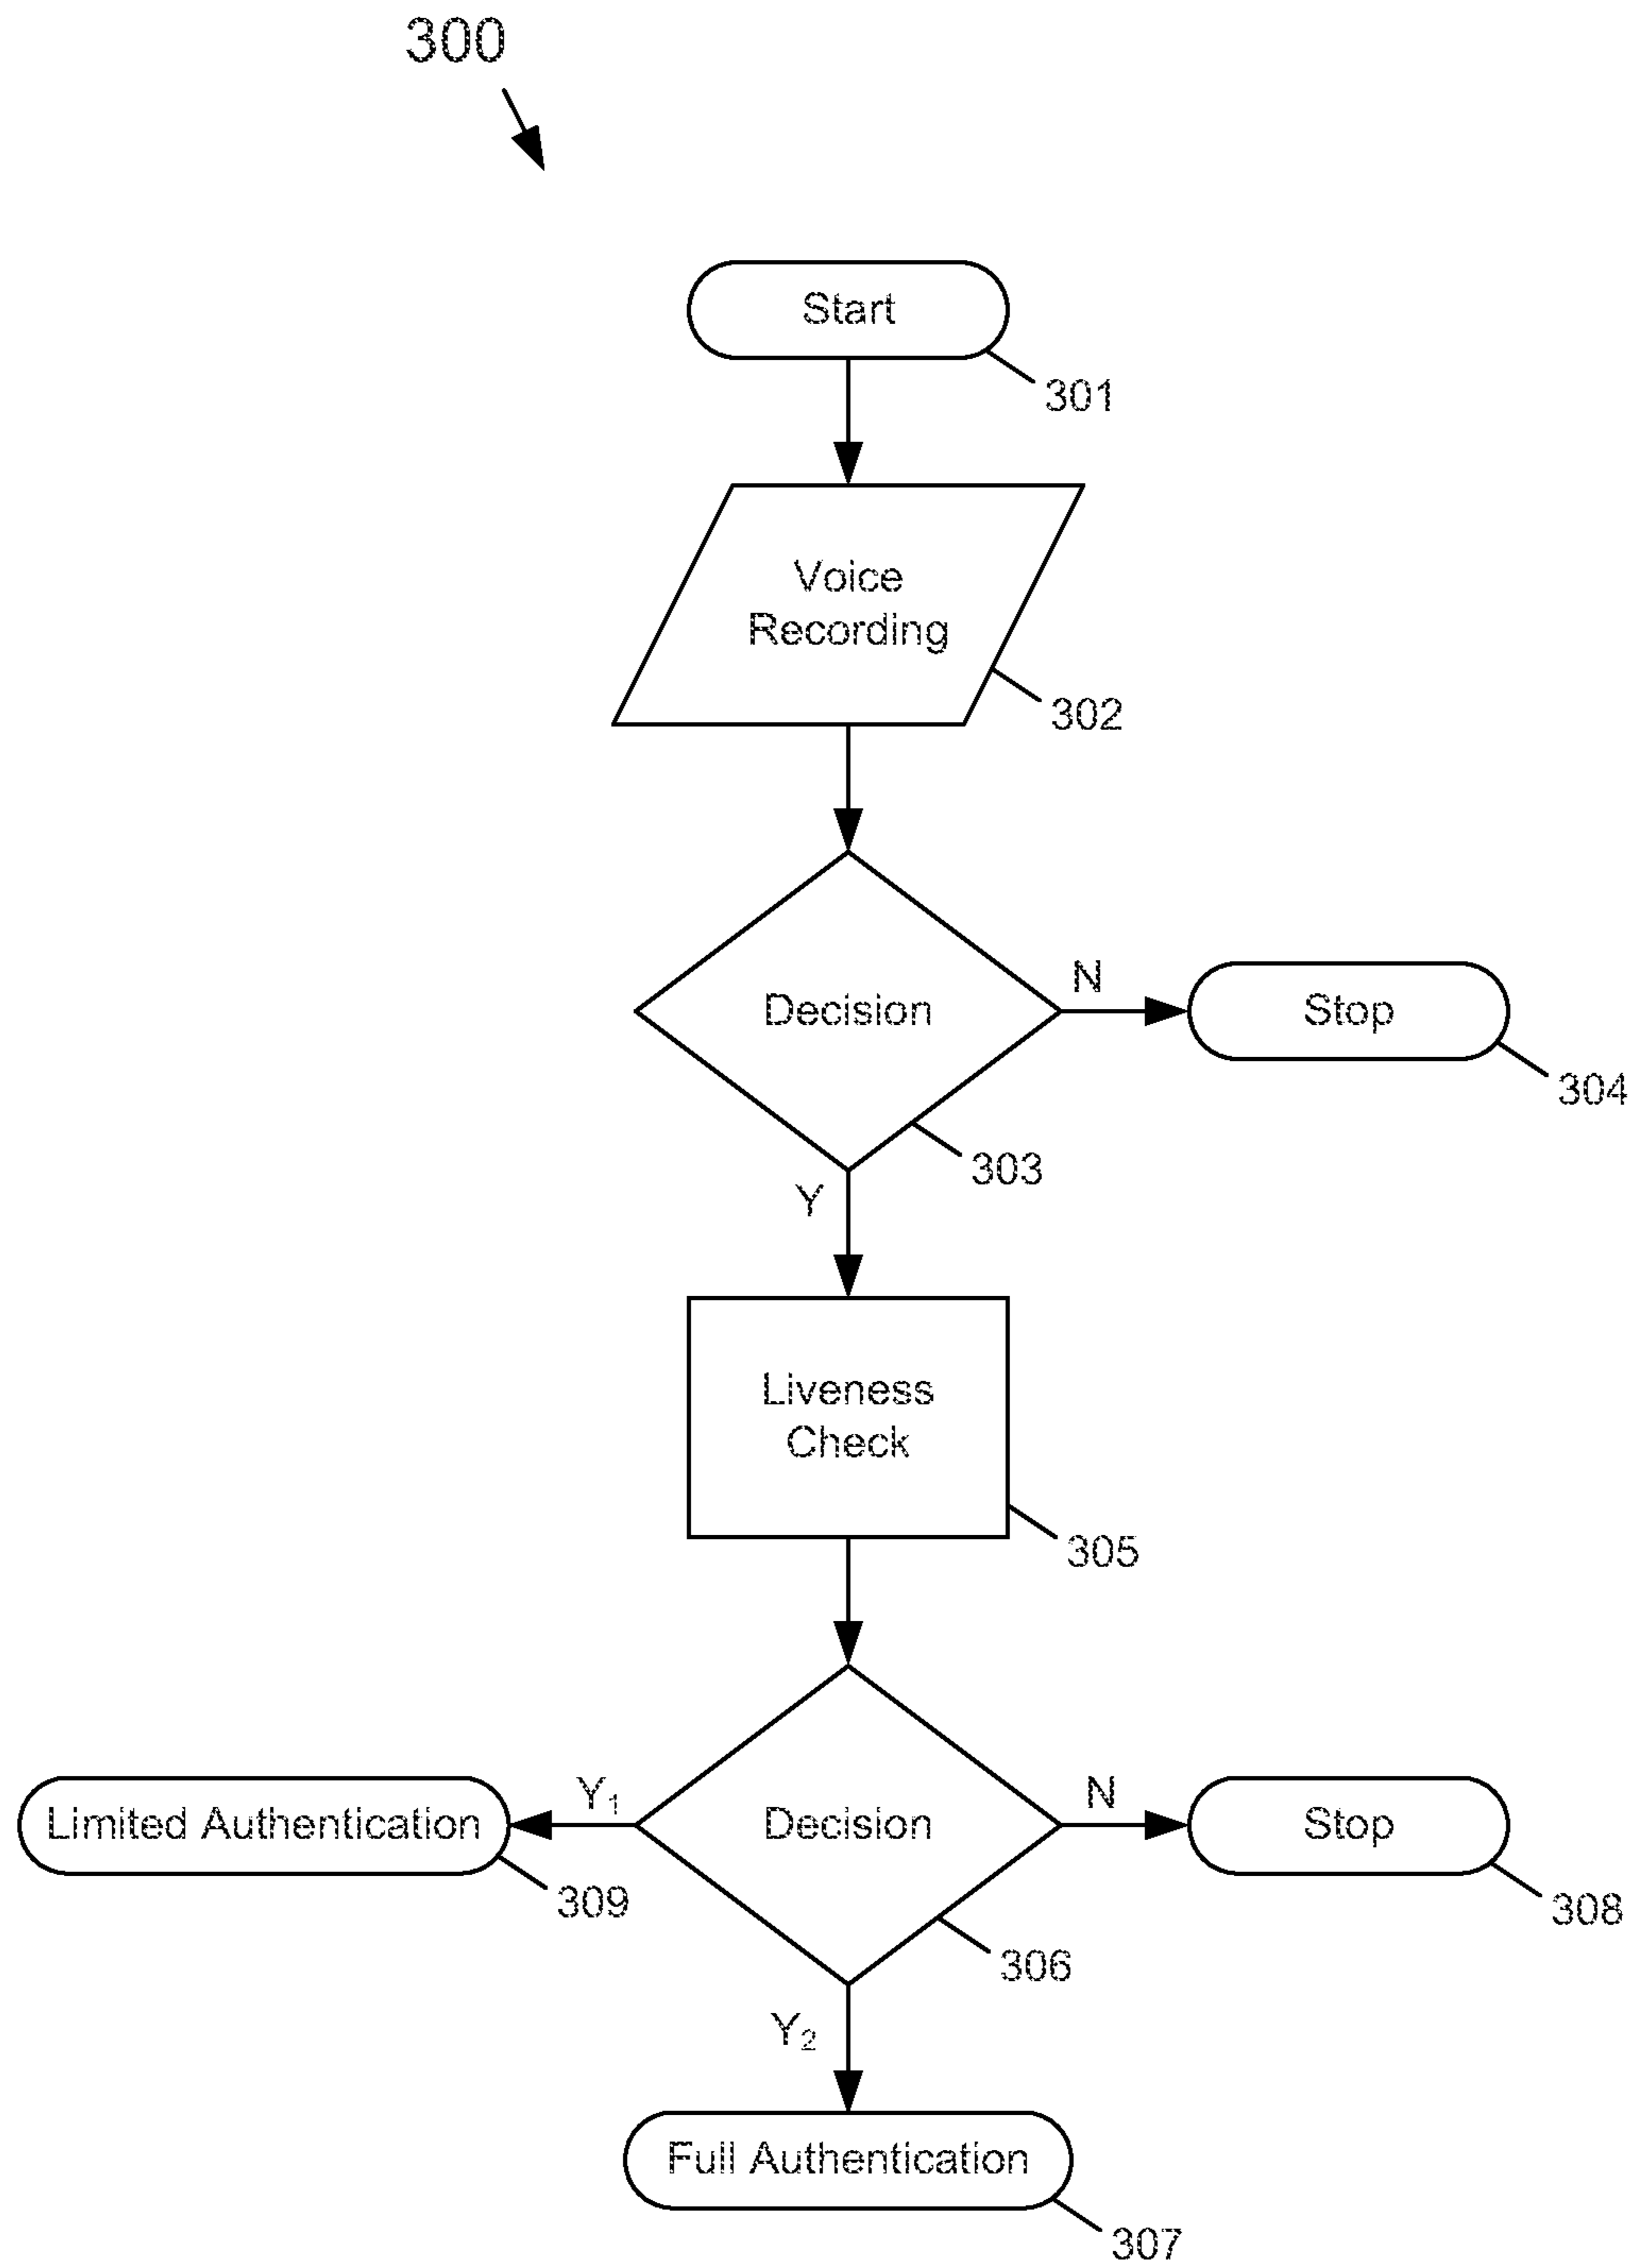 300
Start
301
Voice
Recording
302
Decision
N
Stop
304
303
Y
Liveness
Check
305
Limited Authentication
Y₁
Decision
N
Stop
309
308
306
Y₂
Full Authentication
307